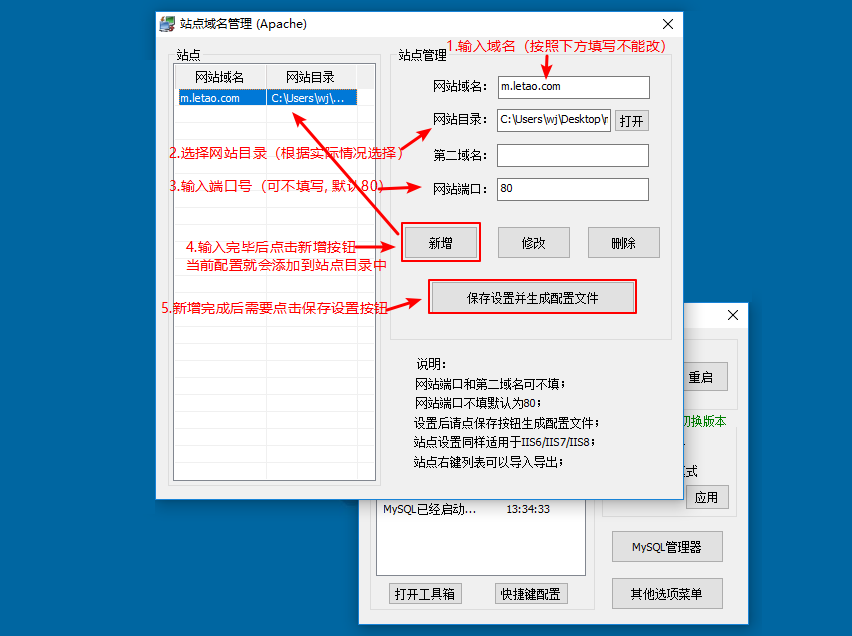 站点域名管理 (Apache)
1.输入域名（按照下方填写不能改）
站点
网站域名
网站目录
m.letao.com
C:\Users\wj\...
站点管理
网站域名：
m.letao.com
网站目录：
C:\Users\wj\Desktop\r
打开
2.选择网站目录（根据实际情况选择）
第二域名：
3.输入端口号（可不填写, 默认80）
网站端口：
80
新增
修改
删除
4.输入完毕后点击新增按钮
当前配置就会添加到站点目录中
保存设置并生成配置文件
5.新增完成后需要点击保存设置按钮
说明：
网站端口和第二域名可不填；
网站端口不填默认为80；
设置后请点保存按钮生成配置文件；
站点设置同样适用于IIS6/IIS7/IIS8；
站点右键列表可以导入导出；
重启
切换版本
式
应用
MySQL已经启动...
13:34:33
MySQL管理器
打开工具箱
快捷键配置
其他选项菜单